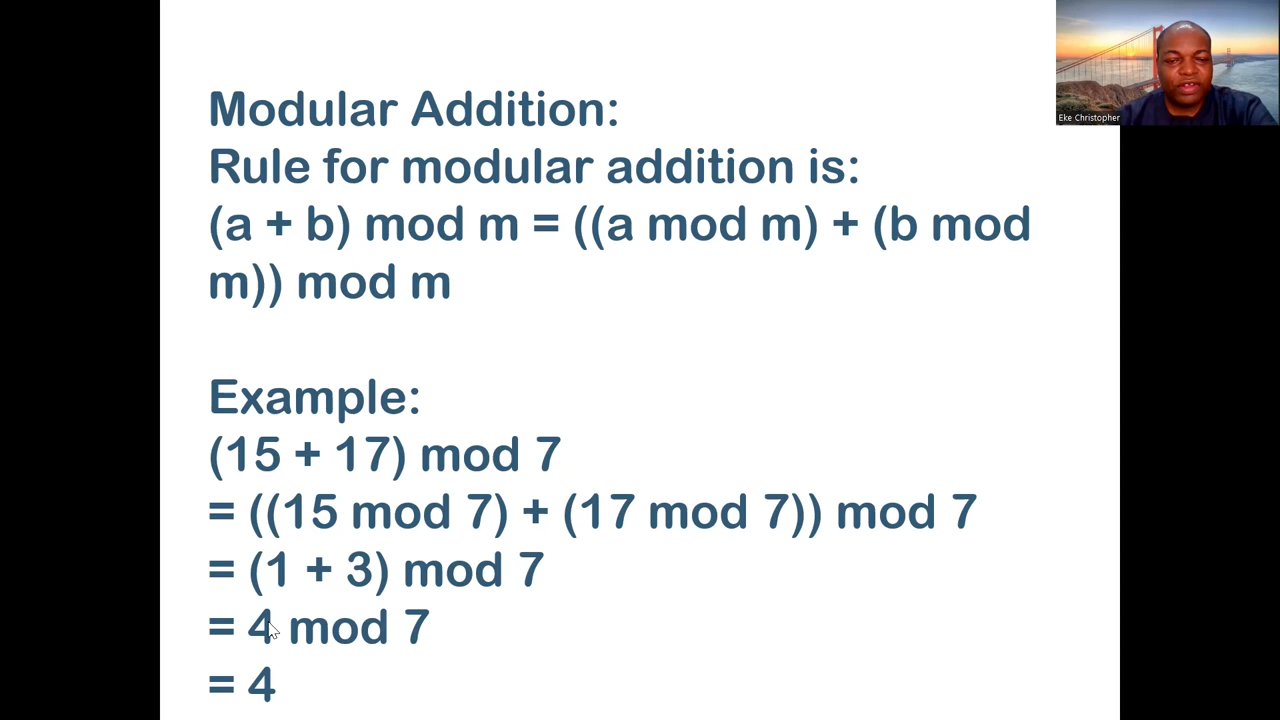 Modular Addition:
Rule for modular addition is:
(a + b) mod m = ((a mod m) + (b mod
m)) mod m
Example:
(15 + 17) mod 7
= ((15 mod 7) + (17 mod 7)) mod 7
= (1 + 3) mod 7
= 4 mod 7
= 4
Eke Christopher